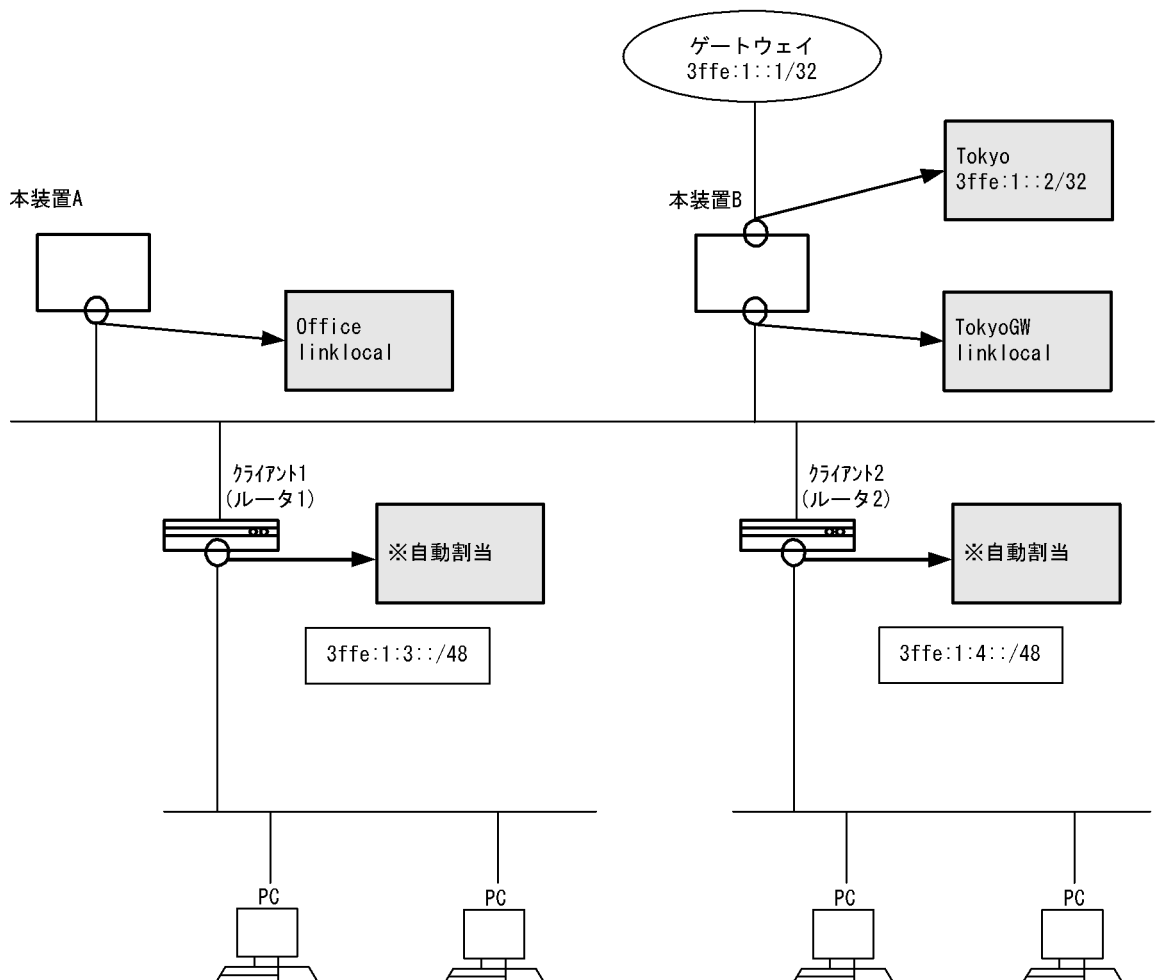 ゲートウェイ
3ffe:1::1/32
Tokyo
3ffe:1::2/32
本装置A
本装置B
Office
linklocal
TokyoGW
linklocal
ｸﾗｲｱﾝﾄ1
(ルータ1)
ｸﾗｲｱﾝﾄ2
(ルータ2)
※自動割当
※自動割当
3ffe:1:3::/48
3ffe:1:4::/48
PC
PC
PC
PC